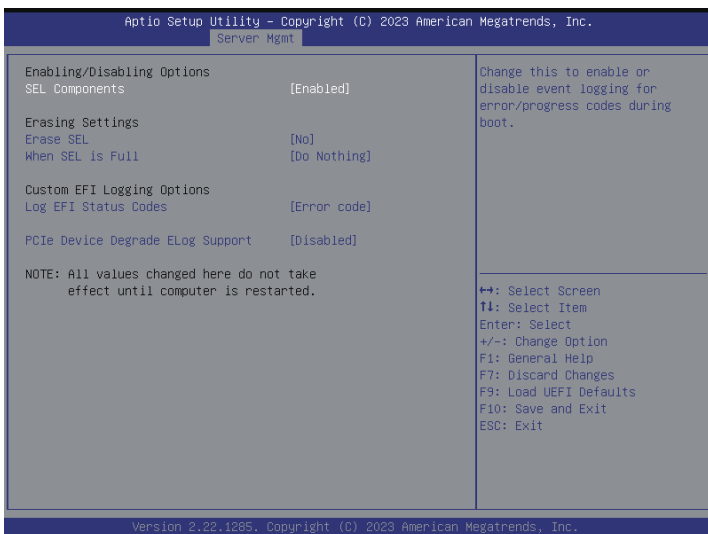 Aptio Setup Utility – Copyright (C) 2023 American Megatrends, Inc.
Server Mgmt
Enabling/Disabling Options
SEL Components [Enabled]
Erasing Settings
Erase SEL [No]
When SEL is Full [Do Nothing]
Custom EFI Logging Options
Log EFI Status Codes [Error code]
PCIe Device Degrade ELog Support [Disabled]
NOTE: All values changed here do not take
effect until computer is restarted.
Change this to enable or
disable event logging for
error/progress codes during
boot.
↔: Select Screen
↑↓: Select Item
Enter: Select
+/-: Change Option
F1: General Help
F7: Discard Changes
F9: Load UEFI Defaults
F10: Save and Exit
ESC: Exit
Version 2.22.1285. Copyright (C) 2023 American Megatrends, Inc.